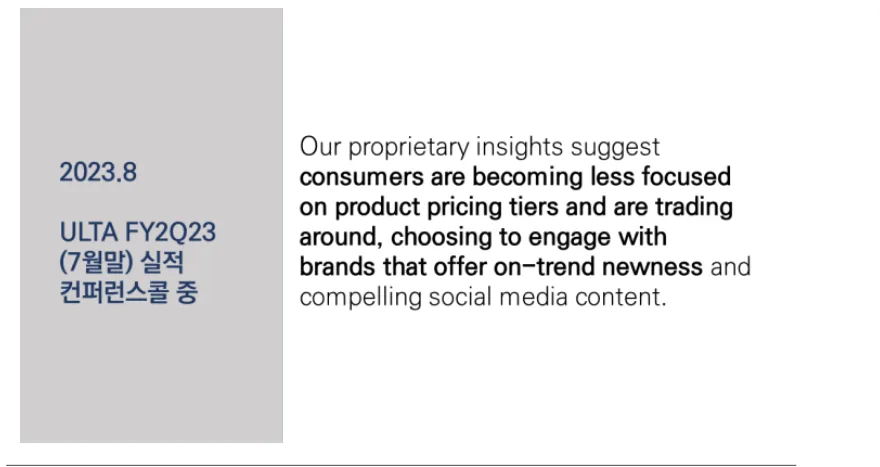 2023.8
ULTA FY2Q23
(7월말) 실적
컨퍼런스콜 중
Our proprietary insights suggest
consumers are becoming less focused
on product pricing tiers and are trading
around, choosing to engage with
brands that offer on-trend newness and
compelling social media content.